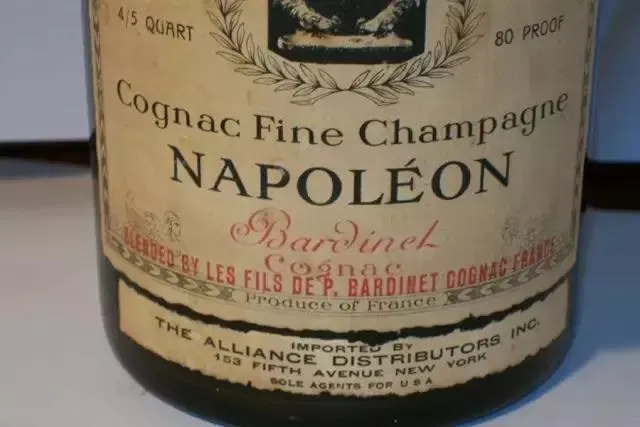 4/5 QUART
80 PROOF
Cognac Fine Champagne
NAPOLÉON
Bardinet
Cognac
BLENDED BY LES FILS DE P. BARDINET COGNAC FRANCE
Produce of France
IMPORTED BY
THE ALLIANCE DISTRIBUTORS INC.
153 FIFTH AVENUE NEW YORK
SOLE AGENTS FOR USA